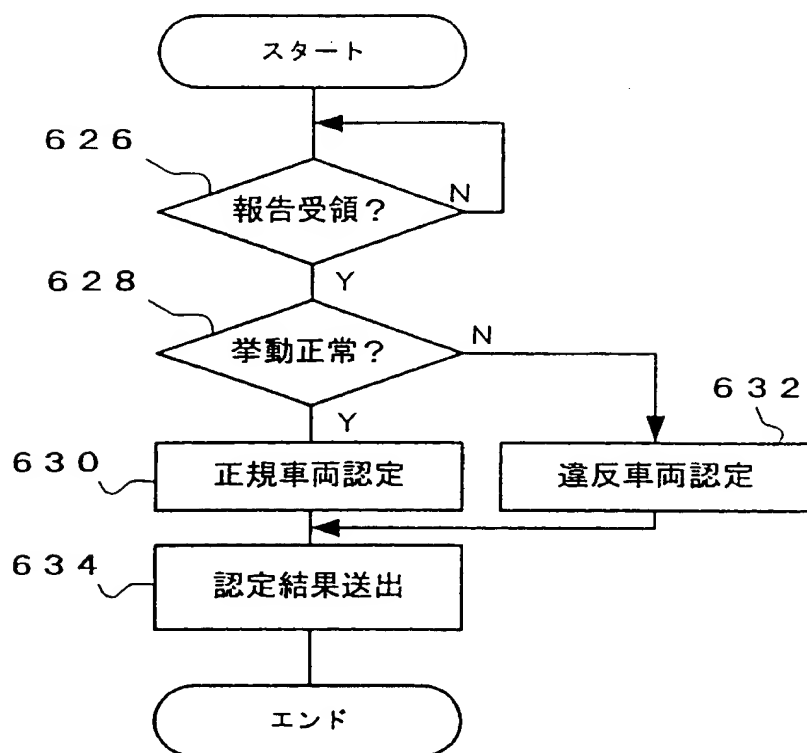 スタート
626
報告受領?
N
Y
628
挙動正常?
N
632
Y
630
正規車両認定
違反車両認定
634
認定結果送出
エンド